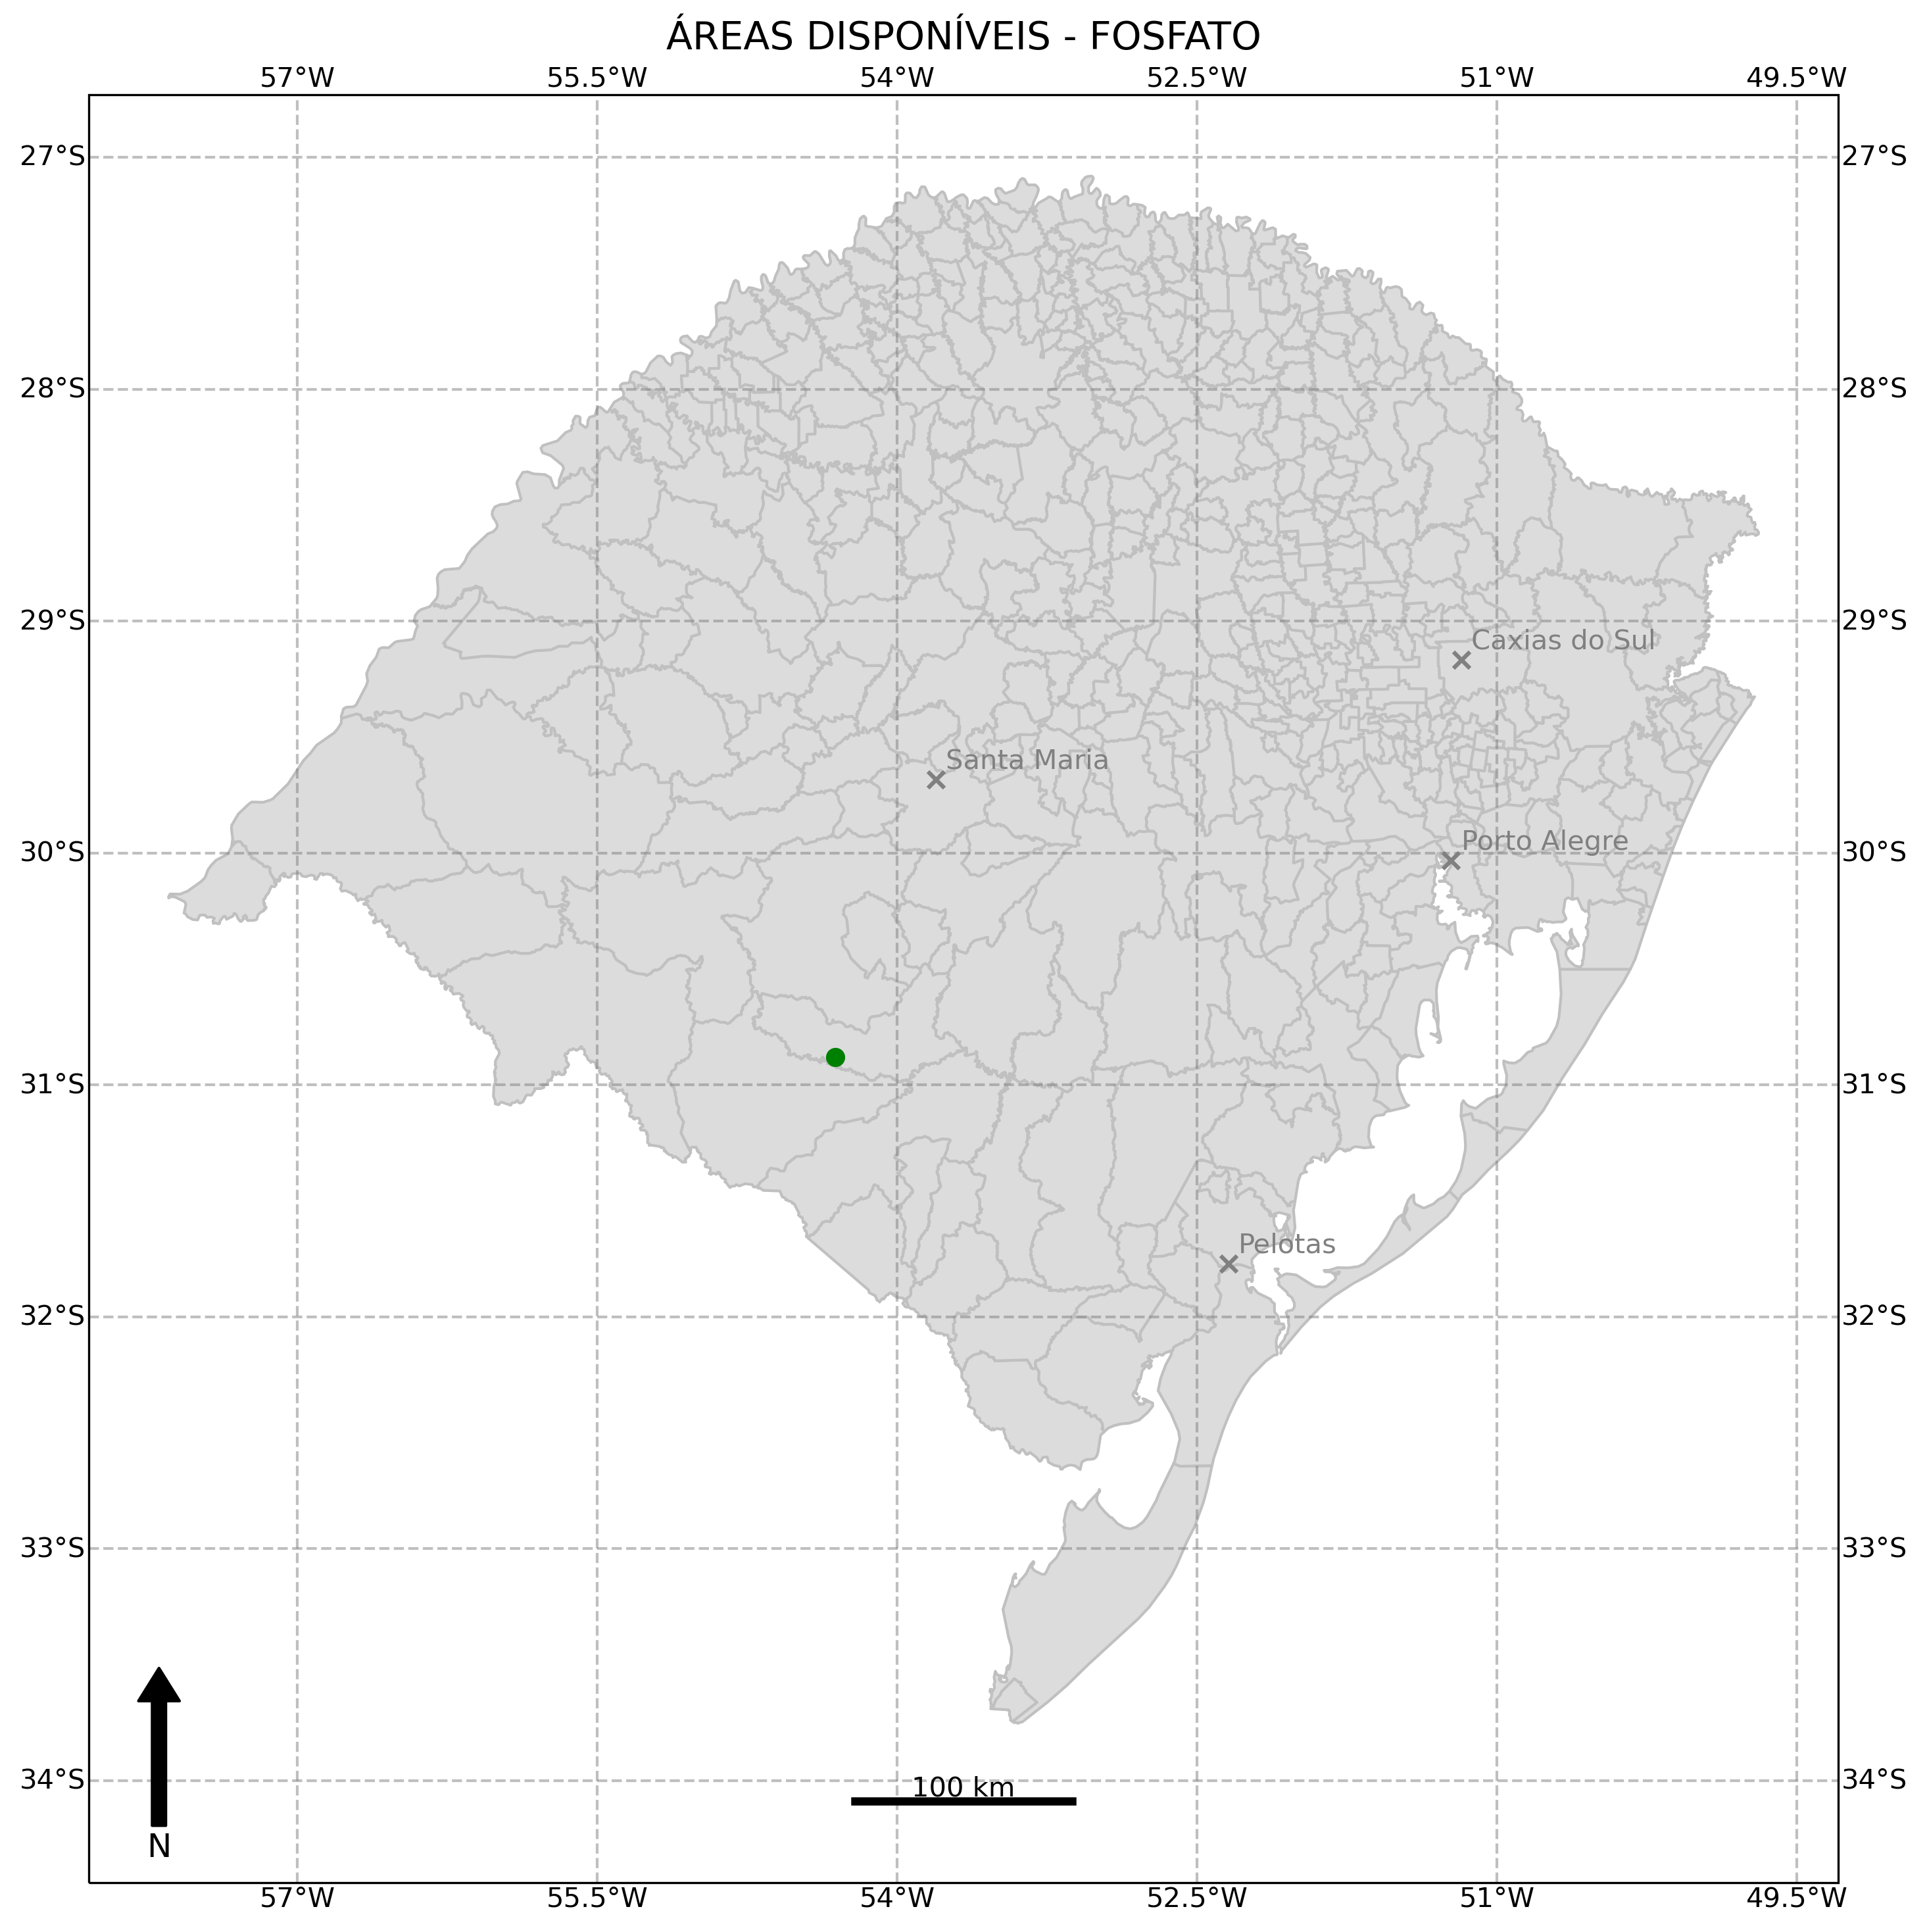 ÁREAS DISPONÍVEIS - FOSFATO
57°W 55.5°W 54°W 52.5°W 51°W 49.5°W
27°S 27°S
28°S 28°S
29°S 29°S
Caxias do Sul
Santa Maria
Porto Alegre
30°S 30°S
31°S 31°S
Pelotas
32°S 32°S
33°S 33°S
34°S 34°S
100 km
N
57°W 55.5°W 54°W 52.5°W 51°W 49.5°W